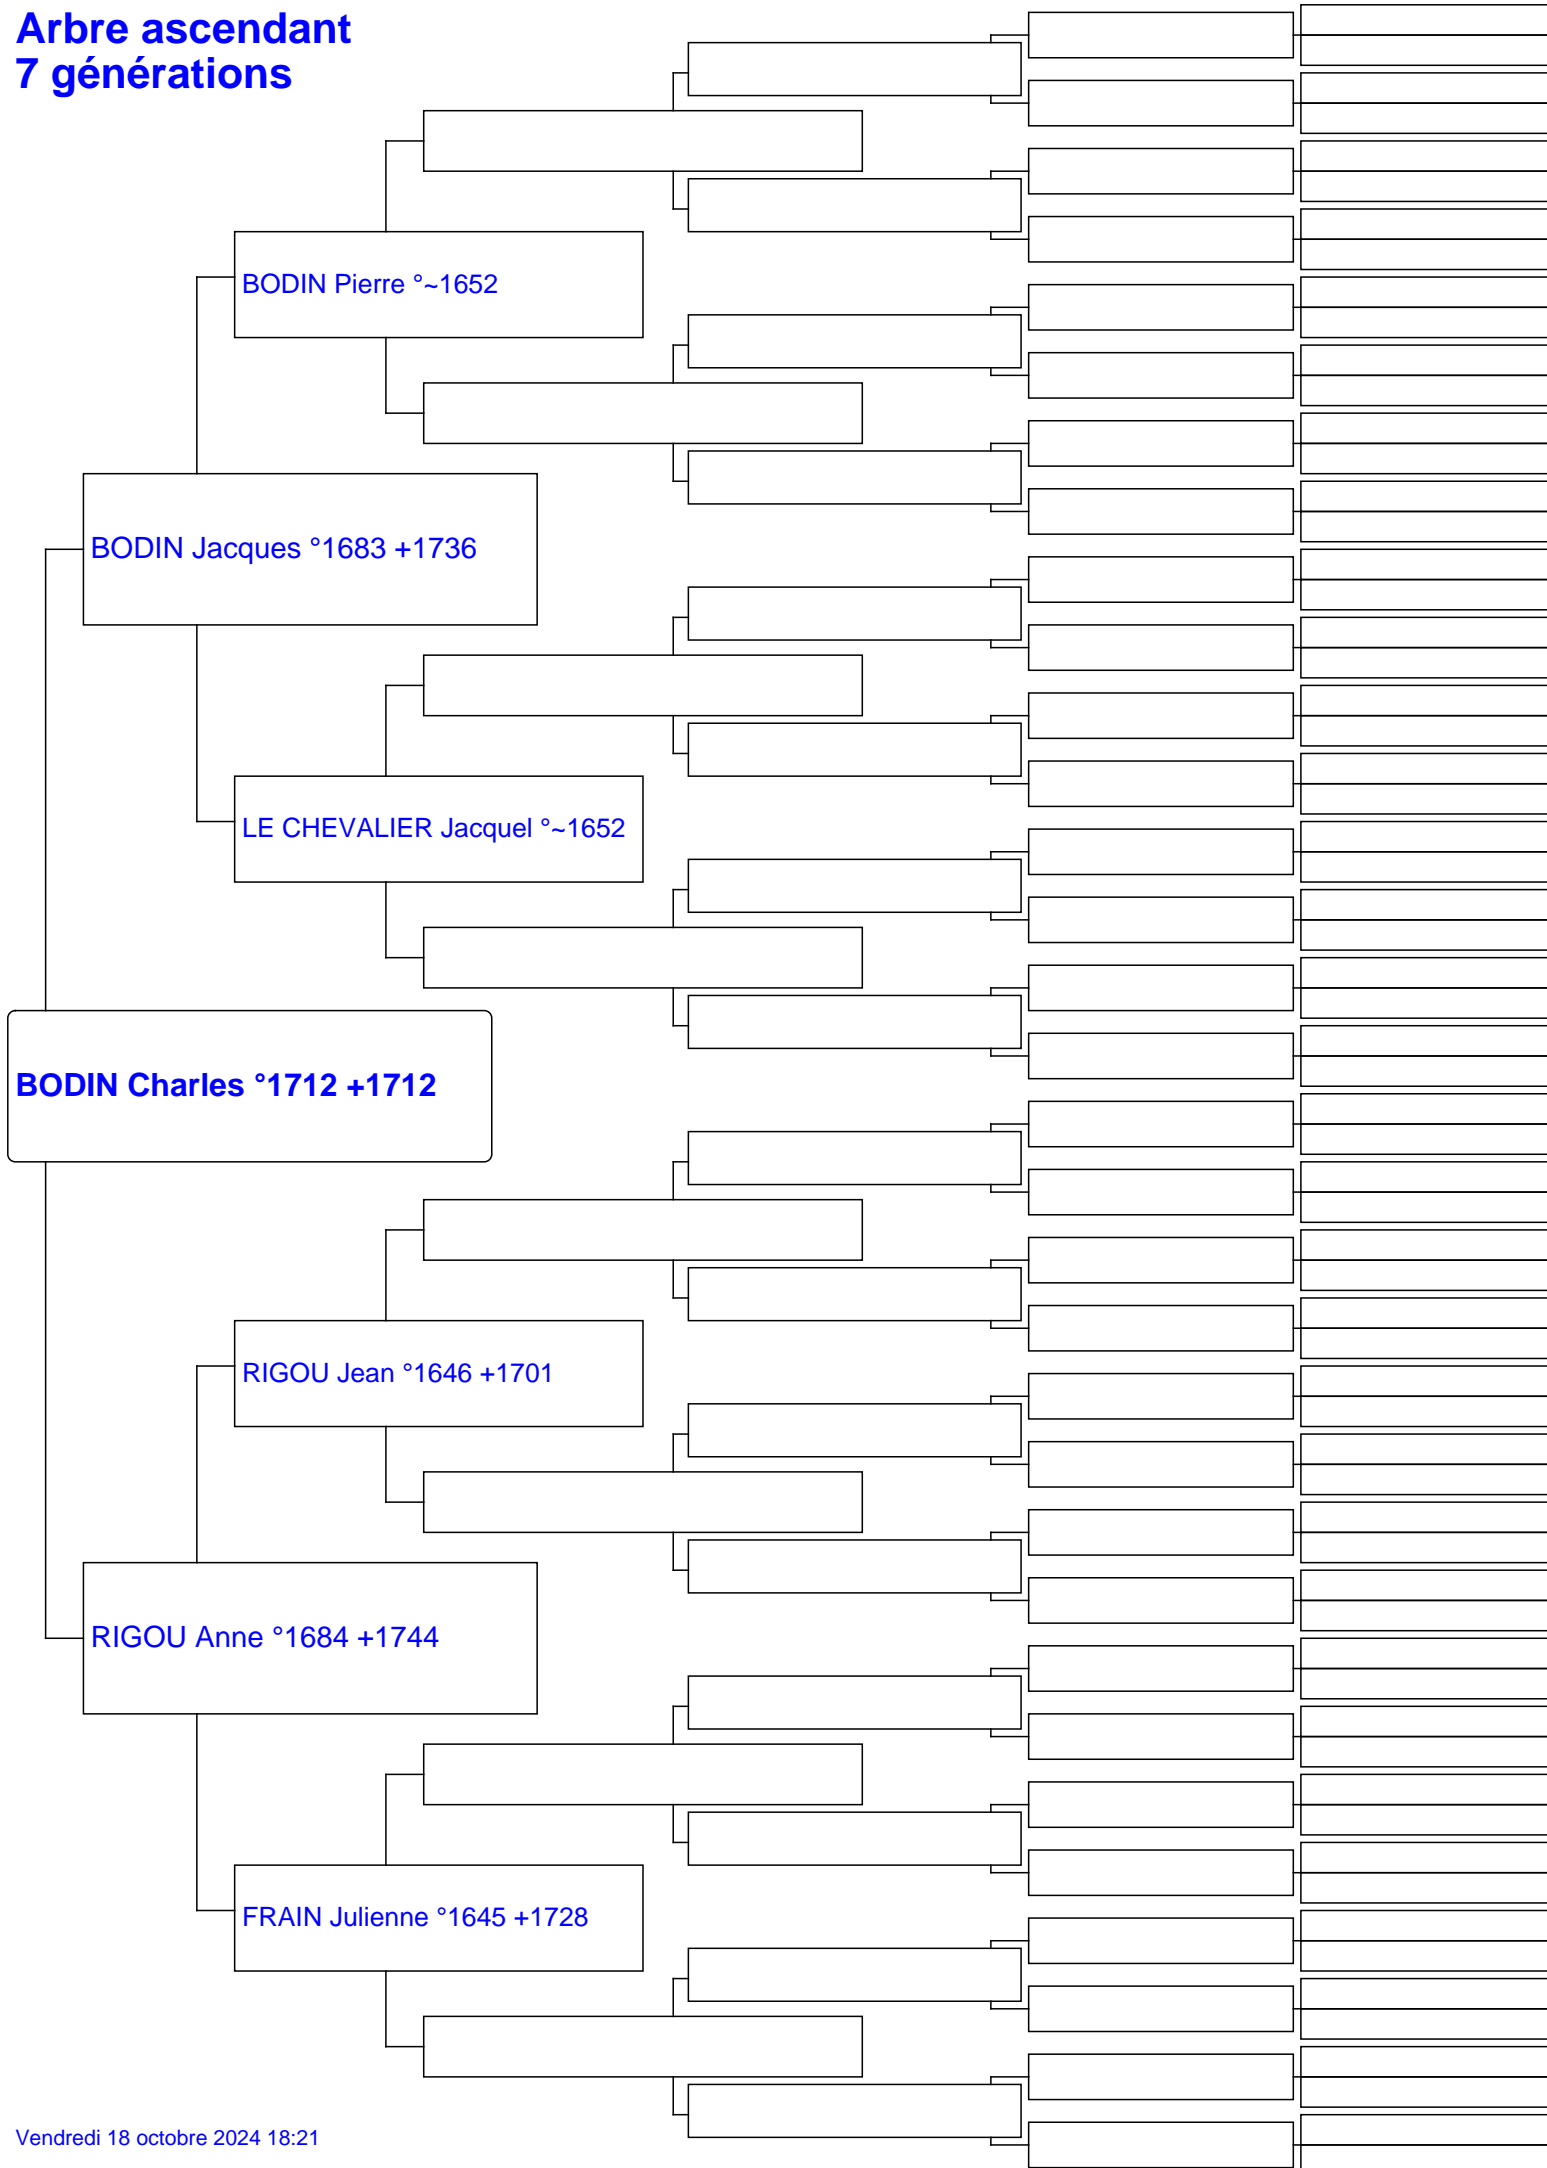 Arbre ascendant
7 générations
BODIN Pierre °~1652
BODIN Jacques °1683 +1736
LE CHEVALIER Jacquel °~1652
BODIN Charles °1712 +1712
RIGOU Jean °1646 +1701
RIGOU Anne °1684 +1744
FRAIN Julienne °1645 +1728
Vendredi 18 octobre 2024 18:21